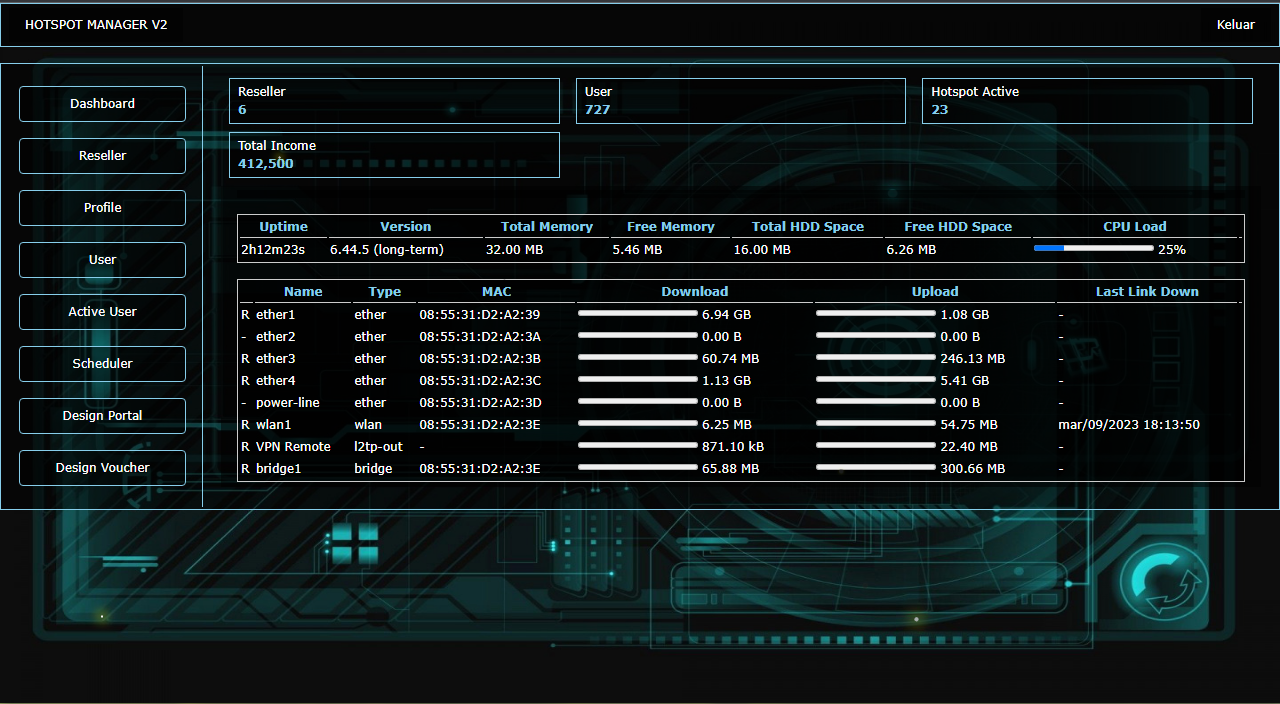 HOTSPOT MANAGER V2 Keluar
Dashboard
Reseller
Profile
User
Active User
Scheduler
Design Portal
Design Voucher
Reseller
6
User
727
Hotspot Active
23
Total Income
412,500
Uptime Version Total Memory Free Memory Total HDD Space Free HDD Space CPU Load
2h12m23s 6.44.5 (long-term) 32.00 MB 5.46 MB 16.00 MB 6.26 MB 25%
Name Type MAC Download Upload Last Link Down
R ether1 ether 08:55:31:D2:A2:39 6.94 GB 1.08 GB -
- ether2 ether 08:55:31:D2:A2:3A 0.00 B 0.00 B -
R ether3 ether 08:55:31:D2:A2:3B 60.74 MB 246.13 MB -
R ether4 ether 08:55:31:D2:A2:3C 1.13 GB 5.41 GB -
- power-line ether 08:55:31:D2:A2:3D 0.00 B 0.00 B -
R wlan1 wlan 08:55:31:D2:A2:3E 6.25 MB 54.75 MB mar/09/2023 18:13:50
R VPN Remote l2tp-out - 871.10 kB 22.40 MB -
R bridge1 bridge 08:55:31:D2:A2:3E 65.88 MB 300.66 MB -